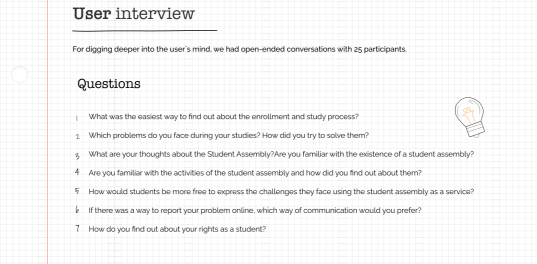 User interview
For digging deeper into the user's mind, we had open-ended conversations with 25 participants.
Questions
1 What was the easiest way to find out about the enrollment and study process?
2 Which problems do you face during your studies? How did you try to solve them?
3 What are your thoughts about the Student Assembly?Are you familiar with the existence of a student assembly?
4 Are you familiar with the activities of the student assembly and how did you find out about them?
5 How would students be more free to express the challenges they face using the student assembly as a service?
6 If there was a way to report your problem online, which way of communication would you prefer?
7 How do you find out about your rights as a student?